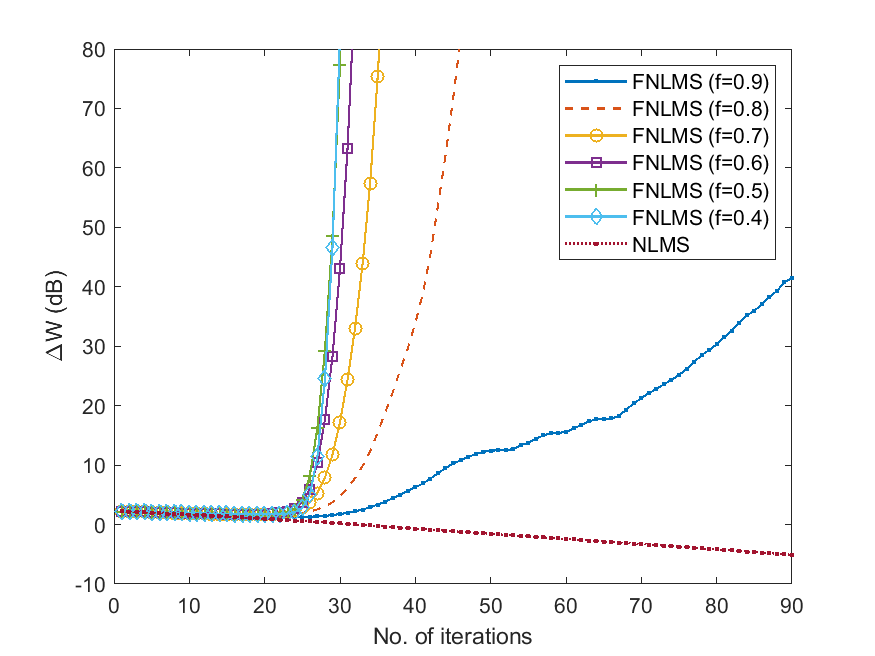 80
70
60
50
40
30
20
10
0
-10
ΔW (dB)
FNLMS (f=0.9)
FNLMS (f=0.8)
FNLMS (f=0.7)
FNLMS (f=0.6)
FNLMS (f=0.5)
FNLMS (f=0.4)
NLMS
0 10 20 30 40 50 60 70 80 90
No. of iterations